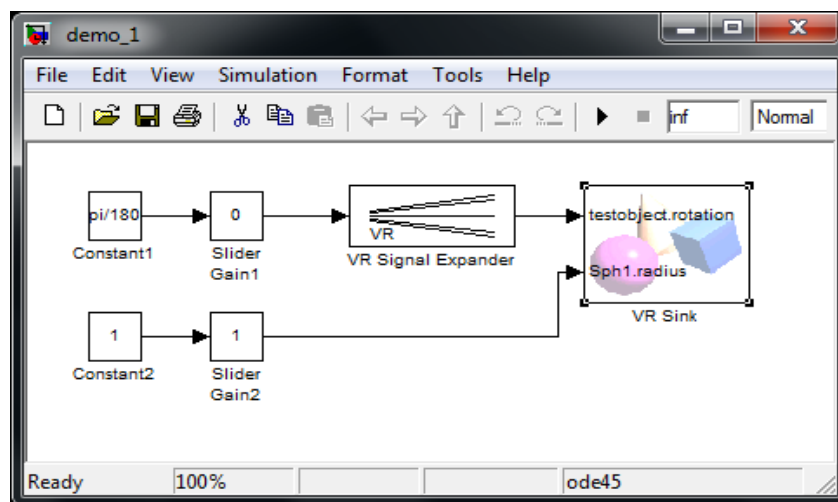 demo_1
File Edit View Simulation Format Tools Help
inf Normal
pi/180
Constant1
0
Slider
Gain1
VR
VR Signal Expander
testobject.rotation
Sph1.radius
VR Sink
1
Constant2
1
Slider
Gain2
Ready 100% ode45